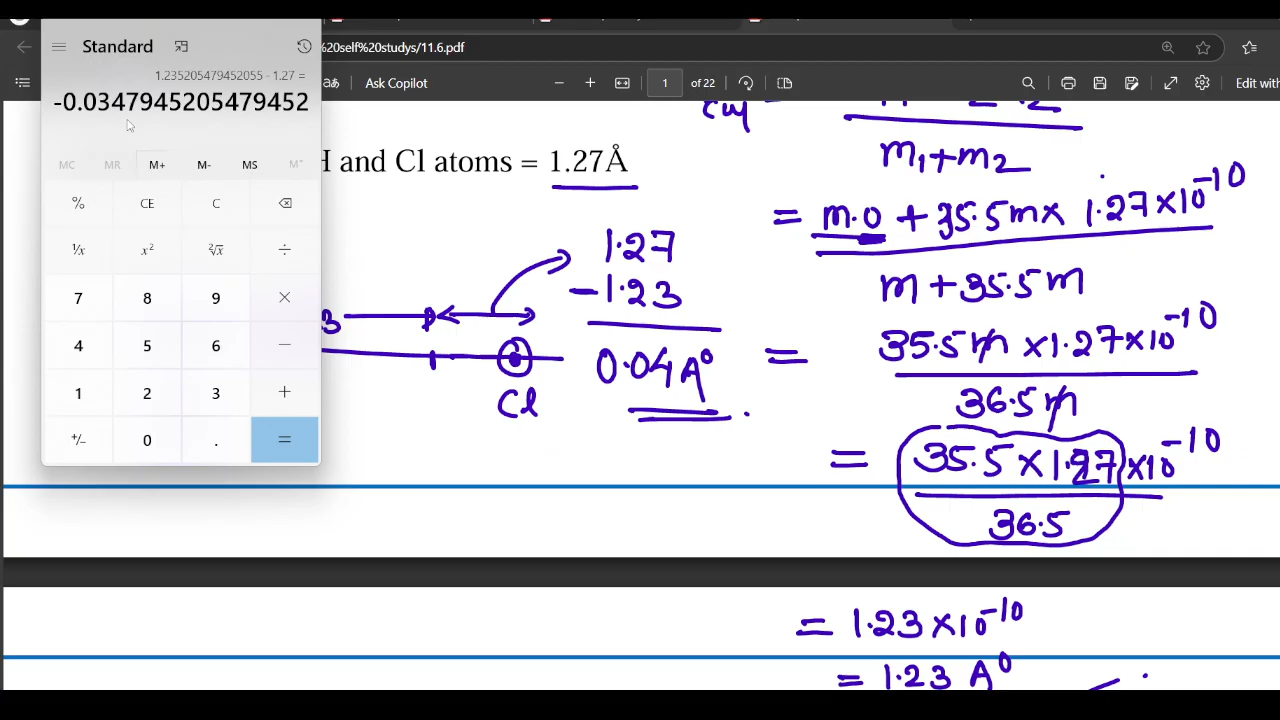 Standard
1.235205479452055 - 1.27 =
-0.0347945205479452
MC MR M+ M- MS
% CE C
¹/x x² ²√x ÷
7 8 9 ×
4 5 6 −
1 2 3 +
+/− 0 . =
%20self%20studys/11.6.pdf
aあ Ask Copilot − + 1 of 22 Edit with
H and Cl atoms = 1.27Å
1.27
-1.23
0.04A⁰
Cl
m₁+m₂
= m.0 + 35.5m× 1.27×10⁻¹⁰
m+35.5m
= 35.5m ×1.27×10⁻¹⁰
36.5m
= 35.5×1.27×10⁻¹⁰
36.5
= 1.23×10⁻¹⁰
= 1.23 A⁰